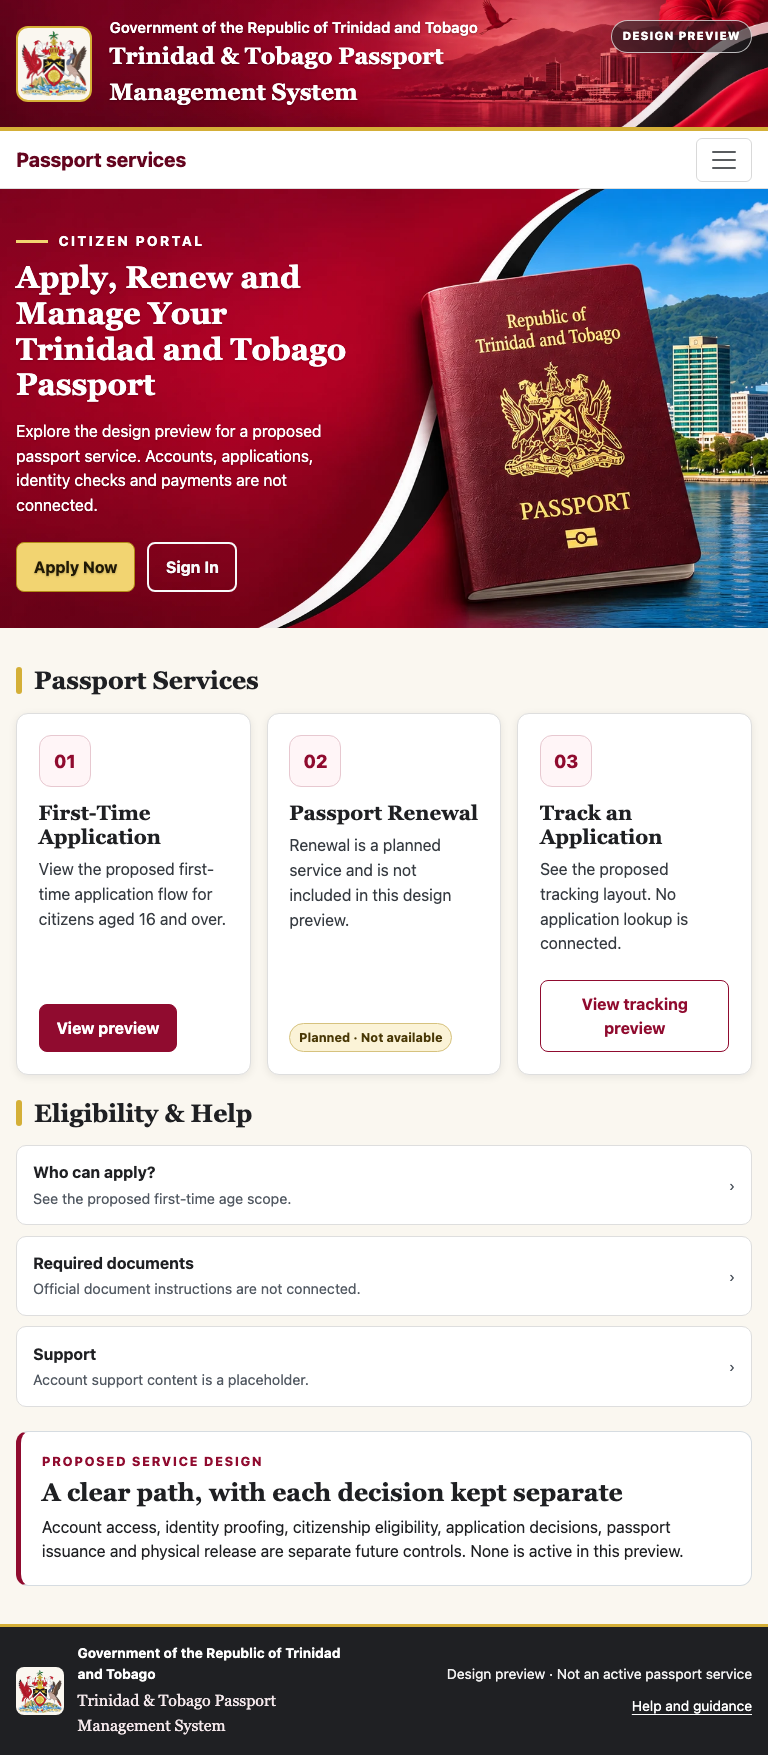 Government of the Republic of Trinidad and Tobago
Trinidad & Tobago Passport
Management System
DESIGN PREVIEW
Passport services
CITIZEN PORTAL
Apply, Renew and
Manage Your
Trinidad and Tobago
Passport
Explore the design preview for a proposed
passport service. Accounts, applications,
identity checks and payments are not
connected.
Apply Now
Sign In
Republic of
Trinidad and Tobago
PASSPORT
Passport Services
01
First-Time
Application
View the proposed first-
time application flow for
citizens aged 16 and over.
View preview
02
Passport Renewal
Renewal is a planned
service and is not
included in this design
preview.
Planned · Not available
03
Track an
Application
See the proposed
tracking layout. No
application lookup is
connected.
View tracking
preview
Eligibility & Help
Who can apply?
See the proposed first-time age scope.
›
Required documents
Official document instructions are not connected.
›
Support
Account support content is a placeholder.
›
PROPOSED SERVICE DESIGN
A clear path, with each decision kept separate
Account access, identity proofing, citizenship eligibility, application decisions, passport
issuance and physical release are separate future controls. None is active in this preview.
Government of the Republic of Trinidad
and Tobago
Trinidad & Tobago Passport
Management System
Design preview · Not an active passport service
Help and guidance